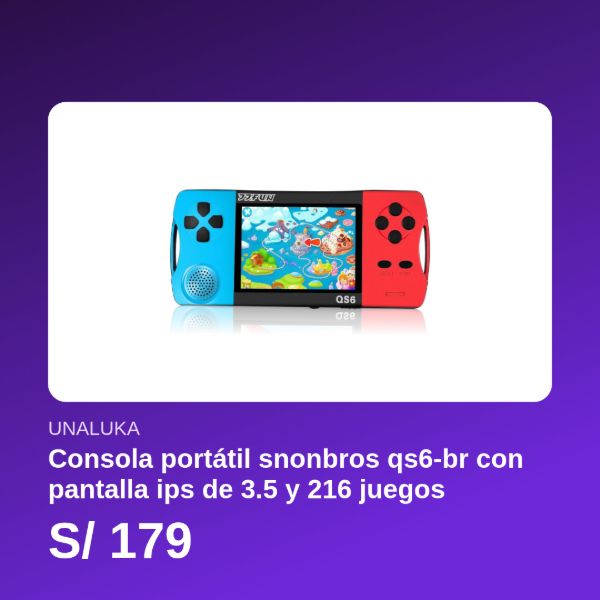 QS6
UNALUKA
Consola portátil snonbros qs6-br con
pantalla ips de 3.5 y 216 juegos
S/ 179